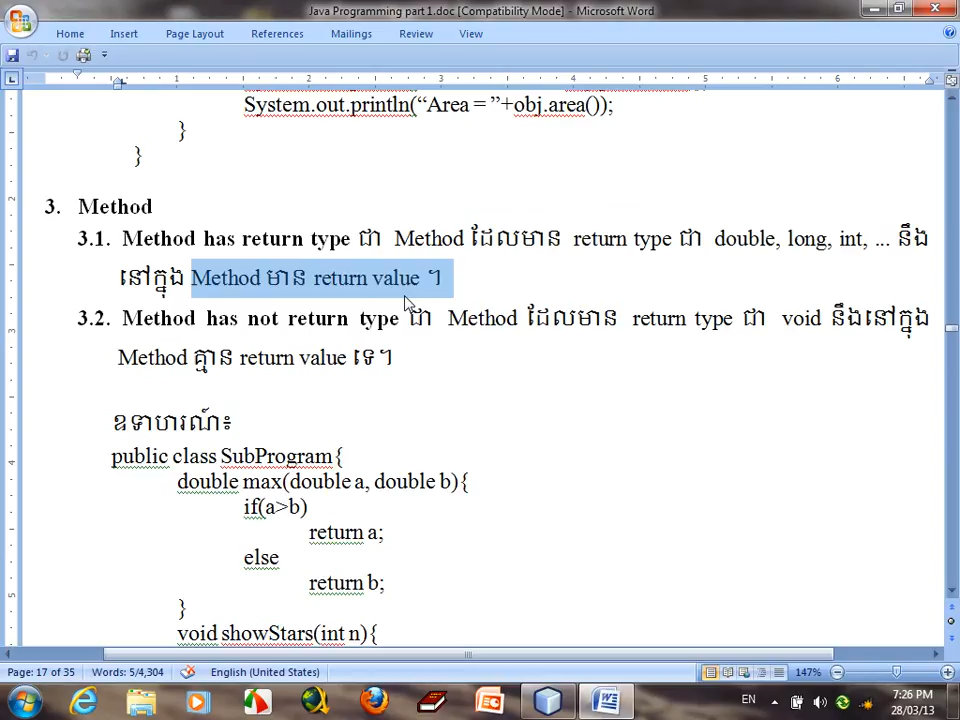 Java Programming part 1.doc [Compatibility Mode] - Microsoft Word
Home Insert Page Layout References Mailings Review View
1 2 3 4 5 6
System.out.println(“Area = ”+obj.area());
}
}
3. Method
3.1. Method has return type ជា Method ដែលមាន return type ជា double, long, int, ... នឹង
នៅក្នុង Method មាន return value ។
3.2. Method has not return type ជា Method ដែលមាន return type ជា void នឹងនៅក្នុង
Method គ្មាន return value ទេ។
ឧទាហរណ៍ៈ
public class SubProgram{
double max(double a, double b){
if(a>b)
return a;
else
return b;
}
void showStars(int n){
Page: 17 of 35 Words: 5/4,304 English (United States) 147%
EN 7:26 PM
28/03/13